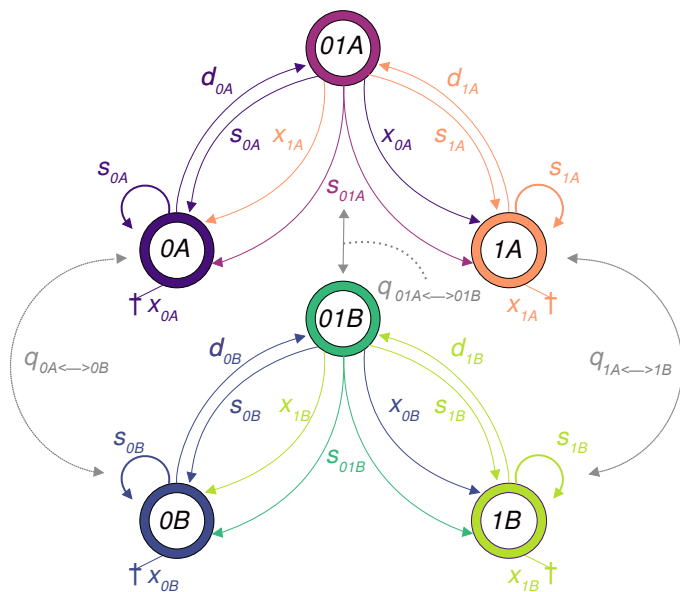 01A
d0A
d1A
s0A x1A x0A s1A
s0A
s01A
s1A
0A
1A
† x0A
x1A †
q01A<—>01B
01B
q0A<—>0B
q1A<—>1B
d0B
d1B
s0B x1B x0B s1B
s0B
s01B
s1B
0B
1B
† x0B
x1B †